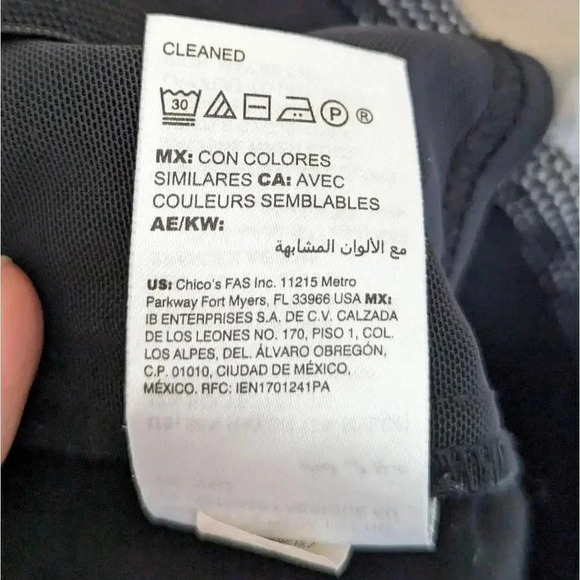 CLEANED
30 P ®
MX: CON COLORES
SIMILARES CA: AVEC
COULEURS SEMBLABLES
AE/KW:
مع الألوان المشابهة
US: Chico's FAS Inc. 11215 Metro
Parkway Fort Myers, FL 33966 USA MX:
IB ENTERPRISES S.A. DE C.V. CALZADA
DE LOS LEONES NO. 170, PISO 1, COL.
LOS ALPES, DEL. ÁLVARO OBREGÓN,
C.P. 01010, CIUDAD DE MÉXICO,
MÉXICO. RFC: IEN1701241PA